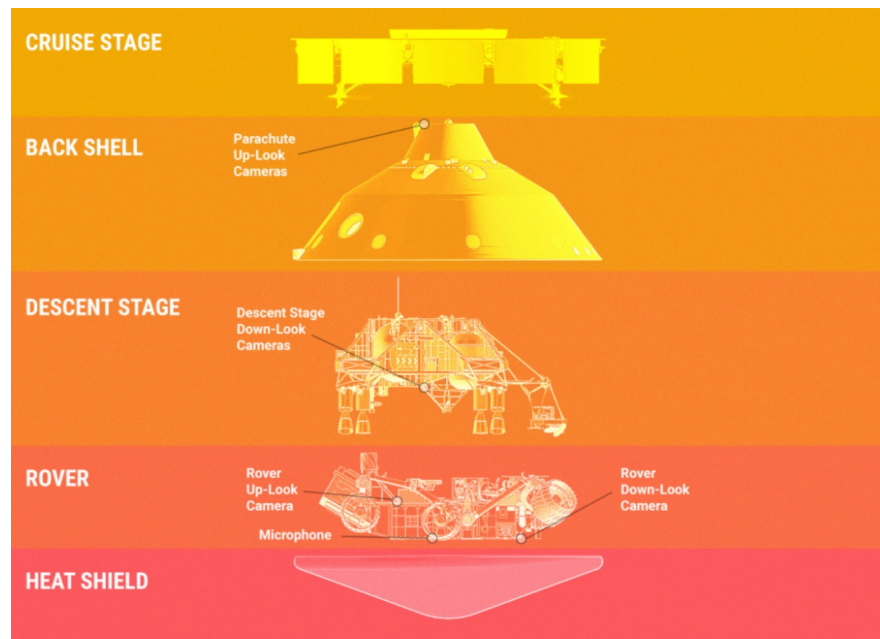 CRUISE STAGE
BACK SHELL
Parachute
Up-Look
Cameras
DESCENT STAGE
Descent Stage
Down-Look
Cameras
ROVER
Rover
Up-Look
Camera
Microphone
Rover
Down-Look
Camera
HEAT SHIELD